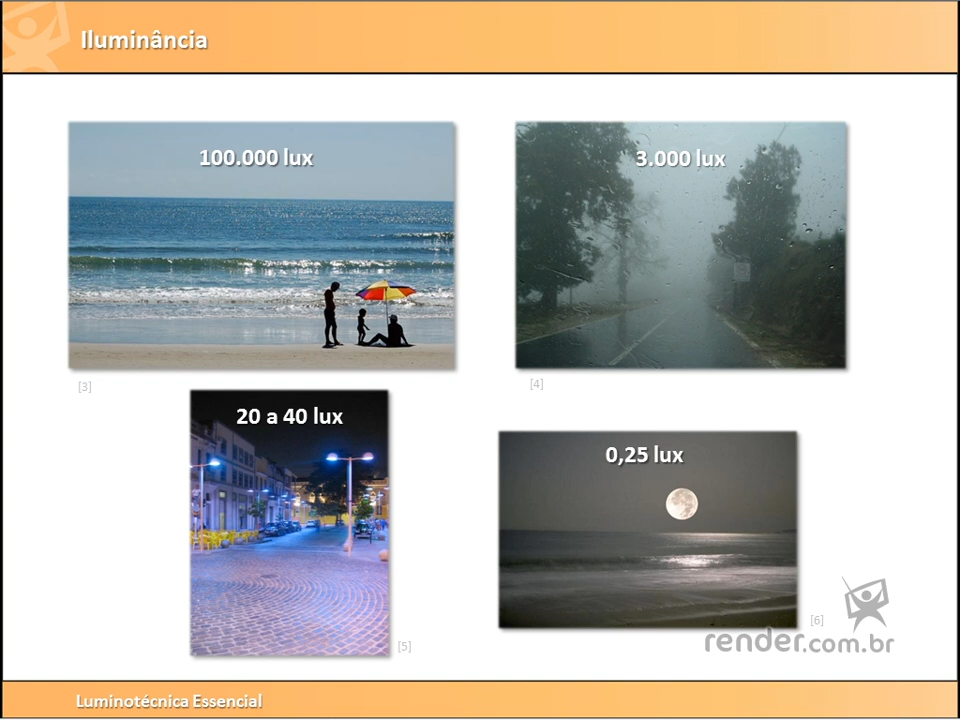 Iluminância
100.000 lux
3.000 lux
[3]
[4]
20 a 40 lux
0,25 lux
[5]
[6]
render.com.br
Luminotécnica Essencial